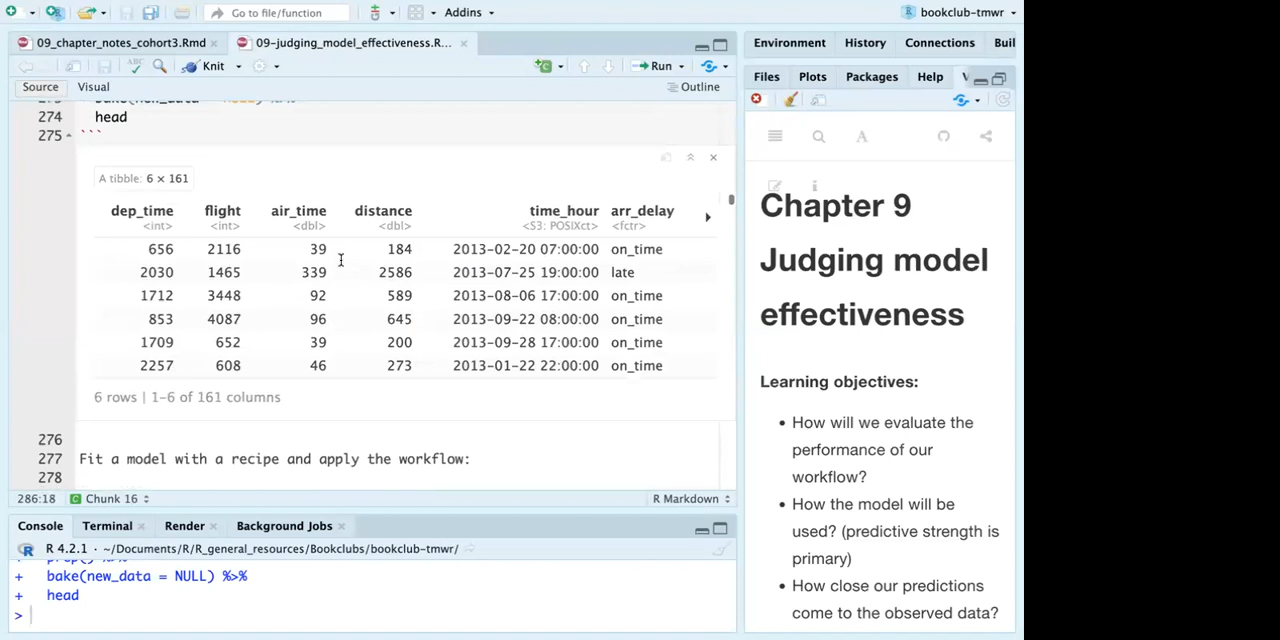 Go to file/function
Addins
bookclub-tmwr
09_chapter_notes_cohort3.Rmd
09-judging_model_effectiveness.R...
Knit
Run
Source
Visual
Outline
274 head
275 ```
A tibble: 6 × 161
dep_time flight air_time distance time_hour arr_delay
<int> <int> <dbl> <dbl> <S3: POSIXct> <fctr>
656 2116 39 184 2013-02-20 07:00:00 on_time
2030 1465 339 2586 2013-07-25 19:00:00 late
1712 3448 92 589 2013-08-06 17:00:00 on_time
853 4087 96 645 2013-09-22 08:00:00 on_time
1709 652 39 200 2013-09-28 17:00:00 on_time
2257 608 46 273 2013-01-22 22:00:00 on_time
6 rows | 1-6 of 161 columns
276
277 Fit a model with a recipe and apply the workflow:
278
286:18 Chunk 16 R Markdown
Console Terminal Render Background Jobs
R 4.2.1 · ~/Documents/R/R_general_resources/Bookclubs/bookclub-tmwr/
+ prep() %>%
+ bake(new_data = NULL) %>%
+ head
>
Environment History Connections Buil
Files Plots Packages Help V
Chapter 9
Judging model
effectiveness
Learning objectives:
• How will we evaluate the
performance of our
workflow?
• How the model will be
used? (predictive strength is
primary)
• How close our predictions
come to the observed data?